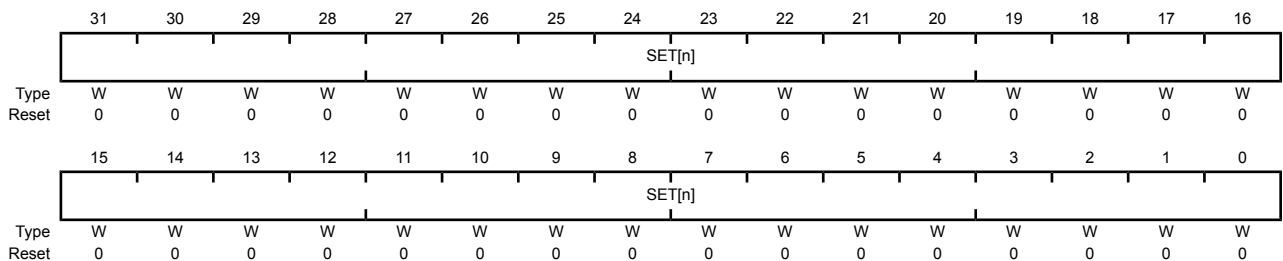 31 30 29 28 27 26 25 24 23 22 21 20 19 18 17 16
SET[n]
Type W W W W W W W W W W W W W W W W
Reset 0 0 0 0 0 0 0 0 0 0 0 0 0 0 0 0
15 14 13 12 11 10 9 8 7 6 5 4 3 2 1 0
SET[n]
Type W W W W W W W W W W W W W W W W
Reset 0 0 0 0 0 0 0 0 0 0 0 0 0 0 0 0